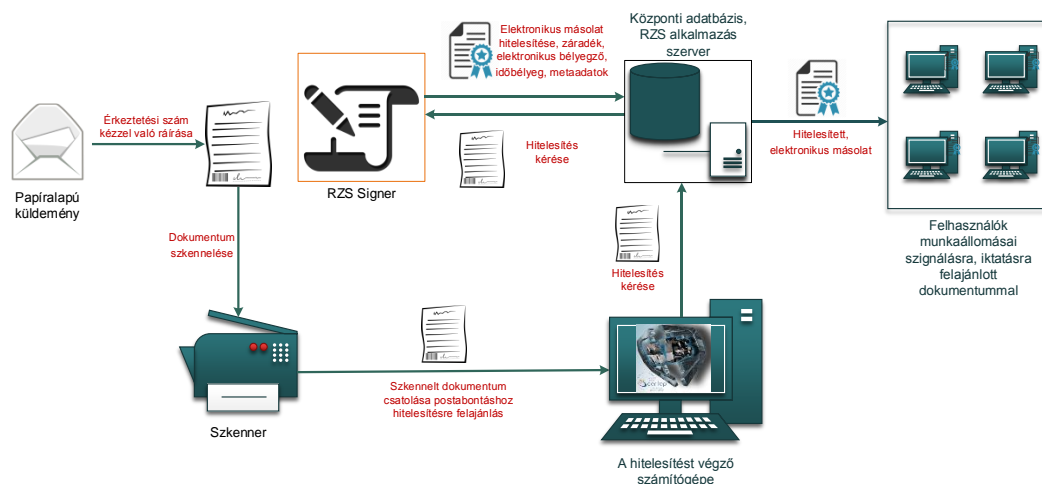 Elektronikus másolat
hitelesítése, záradék,
elektronikus bélyegző,
időbélyeg, metaadatok
Központi adatbázis,
RZS alkalmazás
szerver
Érkeztetési szám
kézzel való ráírása
Hitelesítés
kérése
Hitelesített,
elektronikus másolat
Papíralapú
küldemény
RZS Signer
Dokumentum
szkennelése
Hitelesítés
kérése
Felhasználók
munkaállomásai
szignálásra, iktatásra
felajánlott
dokumentummal
Szkennelt dokumentum
csatolása postabontáshoz
hitelesítésre felajánlás
Szkenner
A hitelesítést végző
számítógépe